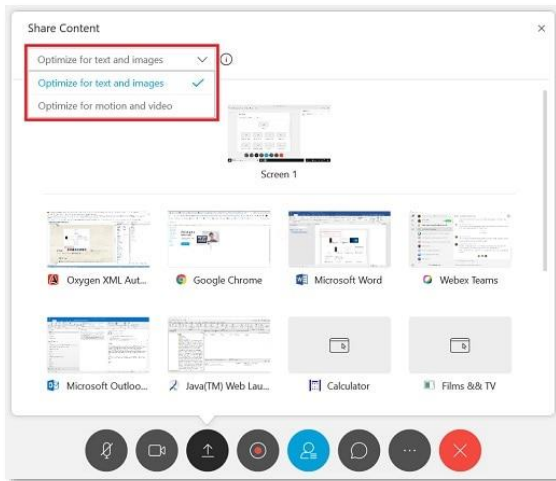 Share Content
Optimize for text and images
Optimize for text and images
Optimize for motion and video
Screen 1
Oxygen XML Aut... Google Chrome Microsoft Word Webex Teams
Microsoft Outloo... Java(TM) Web Lau... Calculator Films && TV